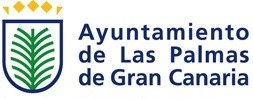 Ayuntamiento
de Las Palmas
de Gran Canaria